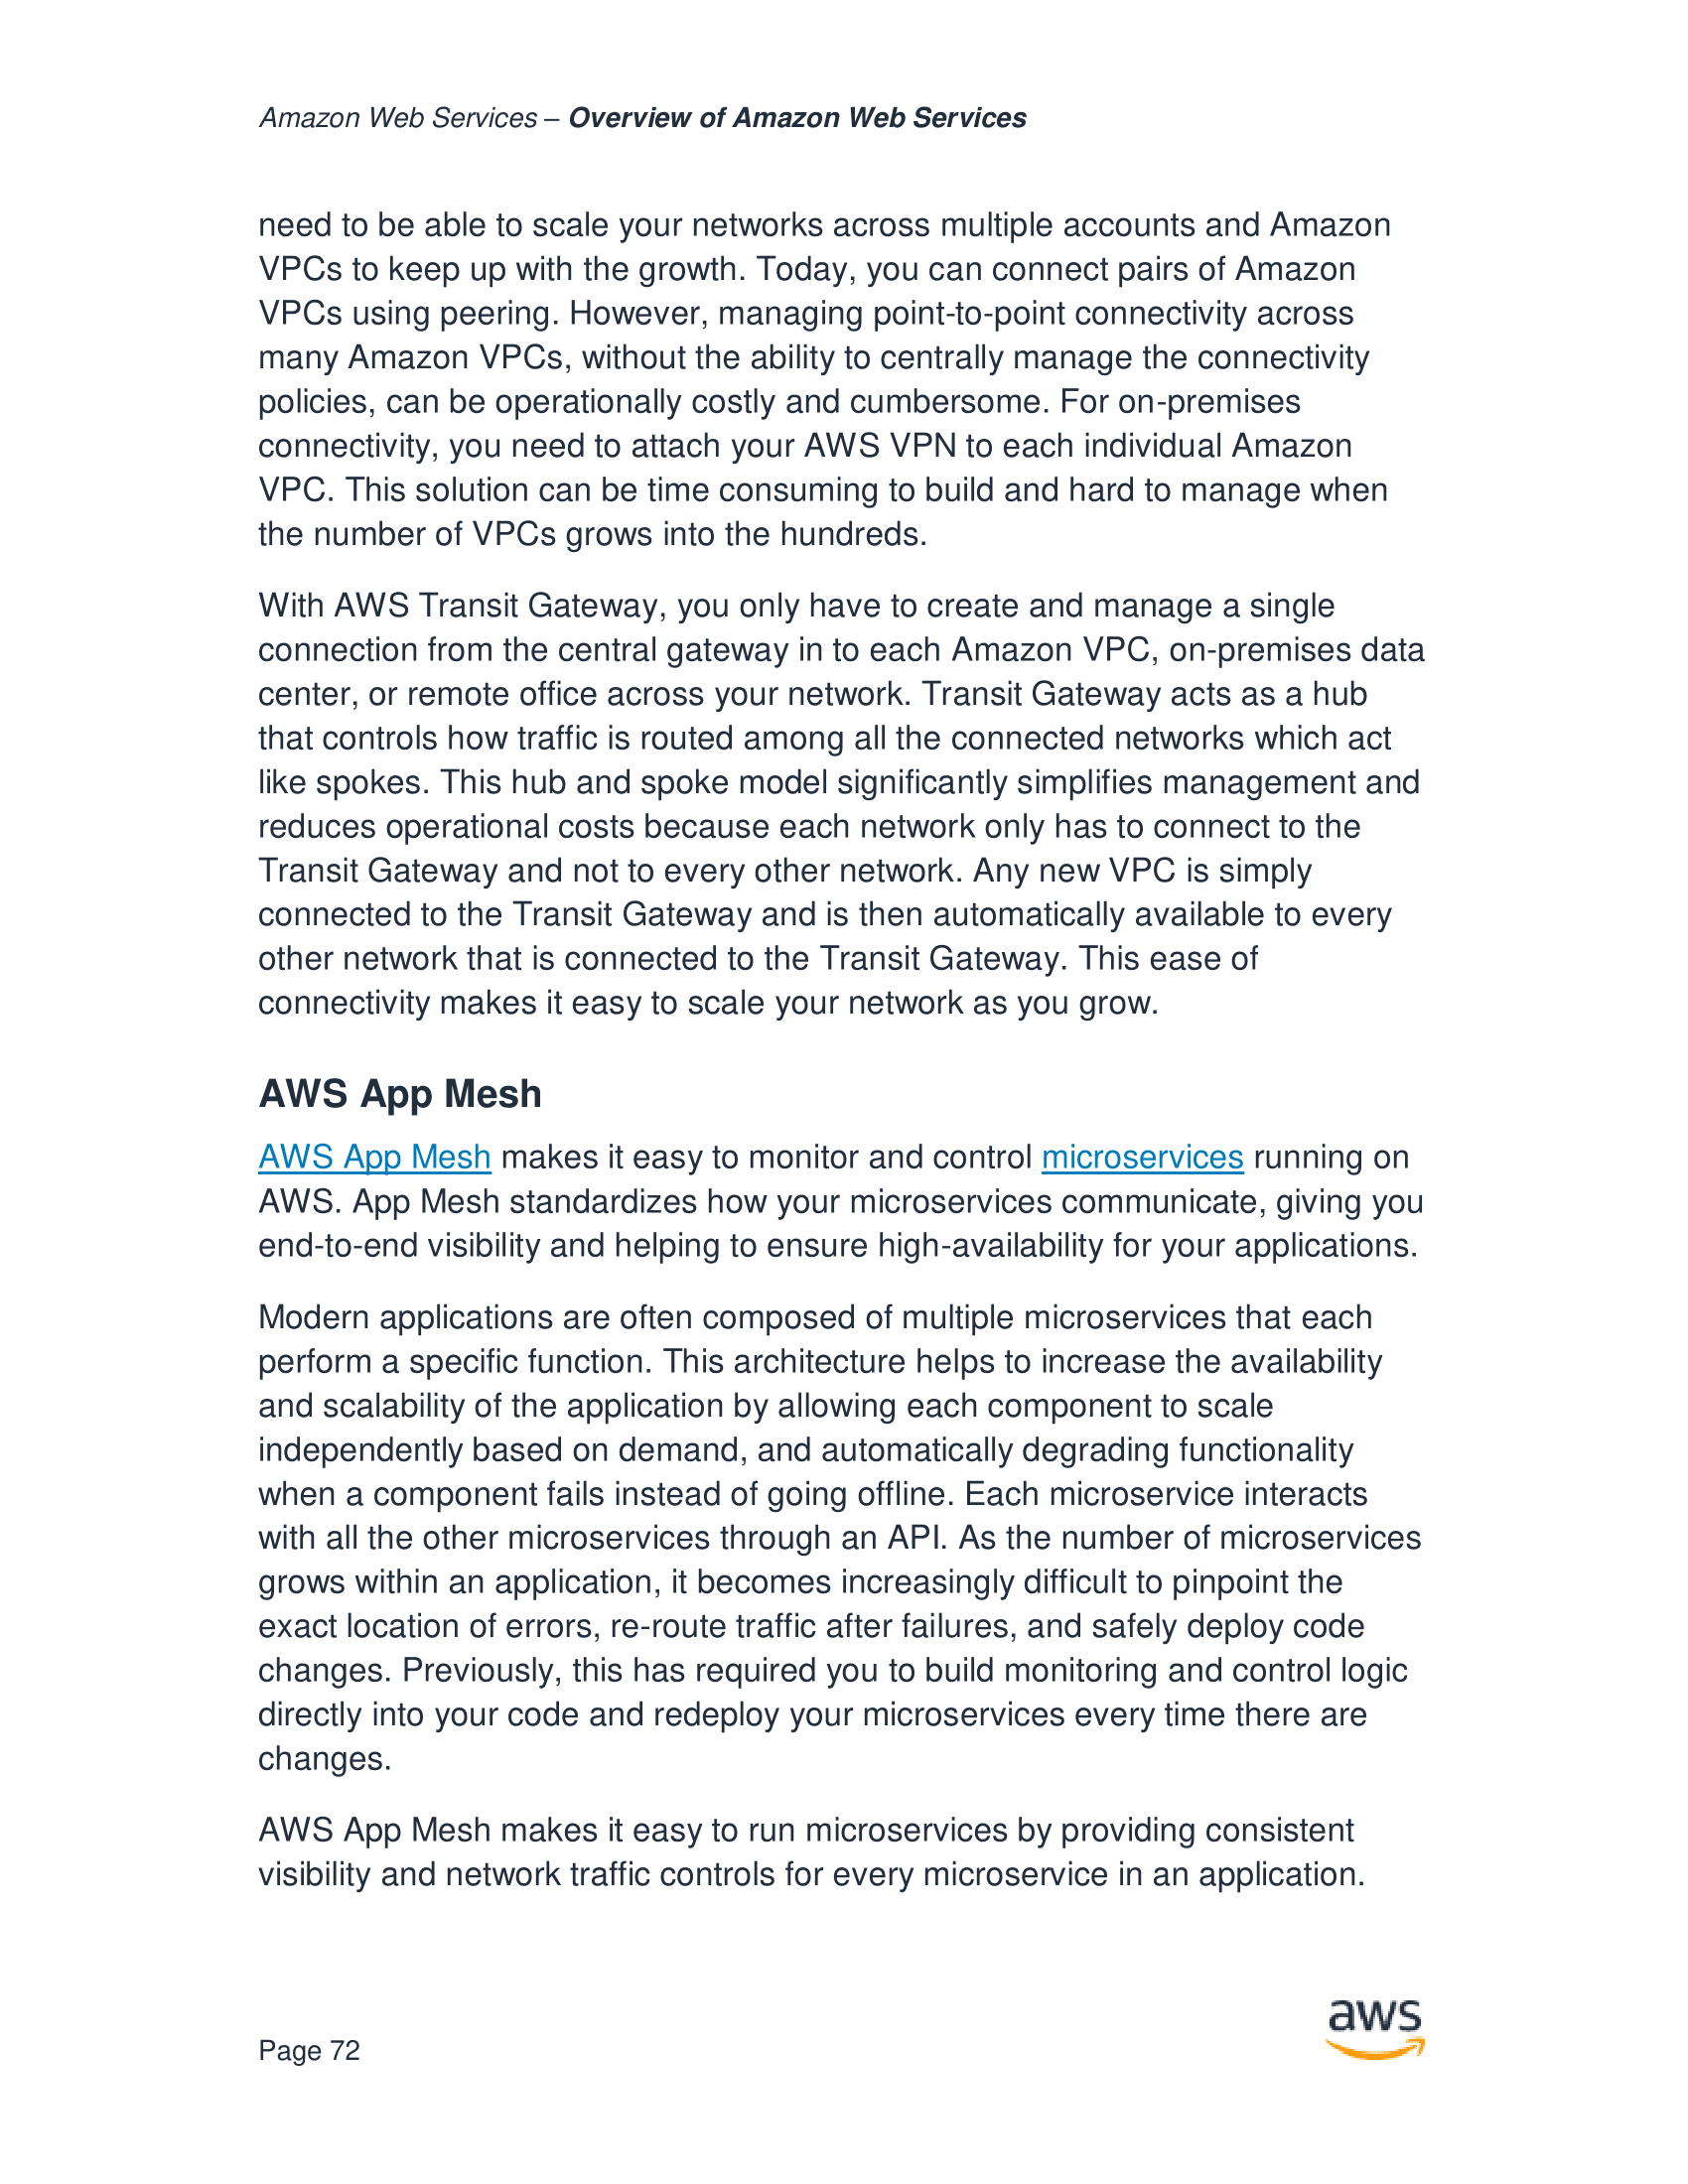 Amazon Web Services – Overview of Amazon Web Services
need to be able to scale your networks across multiple accounts and Amazon
VPCs to keep up with the growth. Today, you can connect pairs of Amazon
VPCs using peering. However, managing point-to-point connectivity across
many Amazon VPCs, without the ability to centrally manage the connectivity
policies, can be operationally costly and cumbersome. For on-premises
connectivity, you need to attach your AWS VPN to each individual Amazon
VPC. This solution can be time consuming to build and hard to manage when
the number of VPCs grows into the hundreds.
With AWS Transit Gateway, you only have to create and manage a single
connection from the central gateway in to each Amazon VPC, on-premises data
center, or remote office across your network. Transit Gateway acts as a hub
that controls how traffic is routed among all the connected networks which act
like spokes. This hub and spoke model significantly simplifies management and
reduces operational costs because each network only has to connect to the
Transit Gateway and not to every other network. Any new VPC is simply
connected to the Transit Gateway and is then automatically available to every
other network that is connected to the Transit Gateway. This ease of
connectivity makes it easy to scale your network as you grow.
AWS App Mesh
AWS App Mesh makes it easy to monitor and control microservices running on
AWS. App Mesh standardizes how your microservices communicate, giving you
end-to-end visibility and helping to ensure high-availability for your applications.
Modern applications are often composed of multiple microservices that each
perform a specific function. This architecture helps to increase the availability
and scalability of the application by allowing each component to scale
independently based on demand, and automatically degrading functionality
when a component fails instead of going offline. Each microservice interacts
with all the other microservices through an API. As the number of microservices
grows within an application, it becomes increasingly difficult to pinpoint the
exact location of errors, re-route traffic after failures, and safely deploy code
changes. Previously, this has required you to build monitoring and control logic
directly into your code and redeploy your microservices every time there are
changes.
AWS App Mesh makes it easy to run microservices by providing consistent
visibility and network traffic controls for every microservice in an application.
aws
Page 72